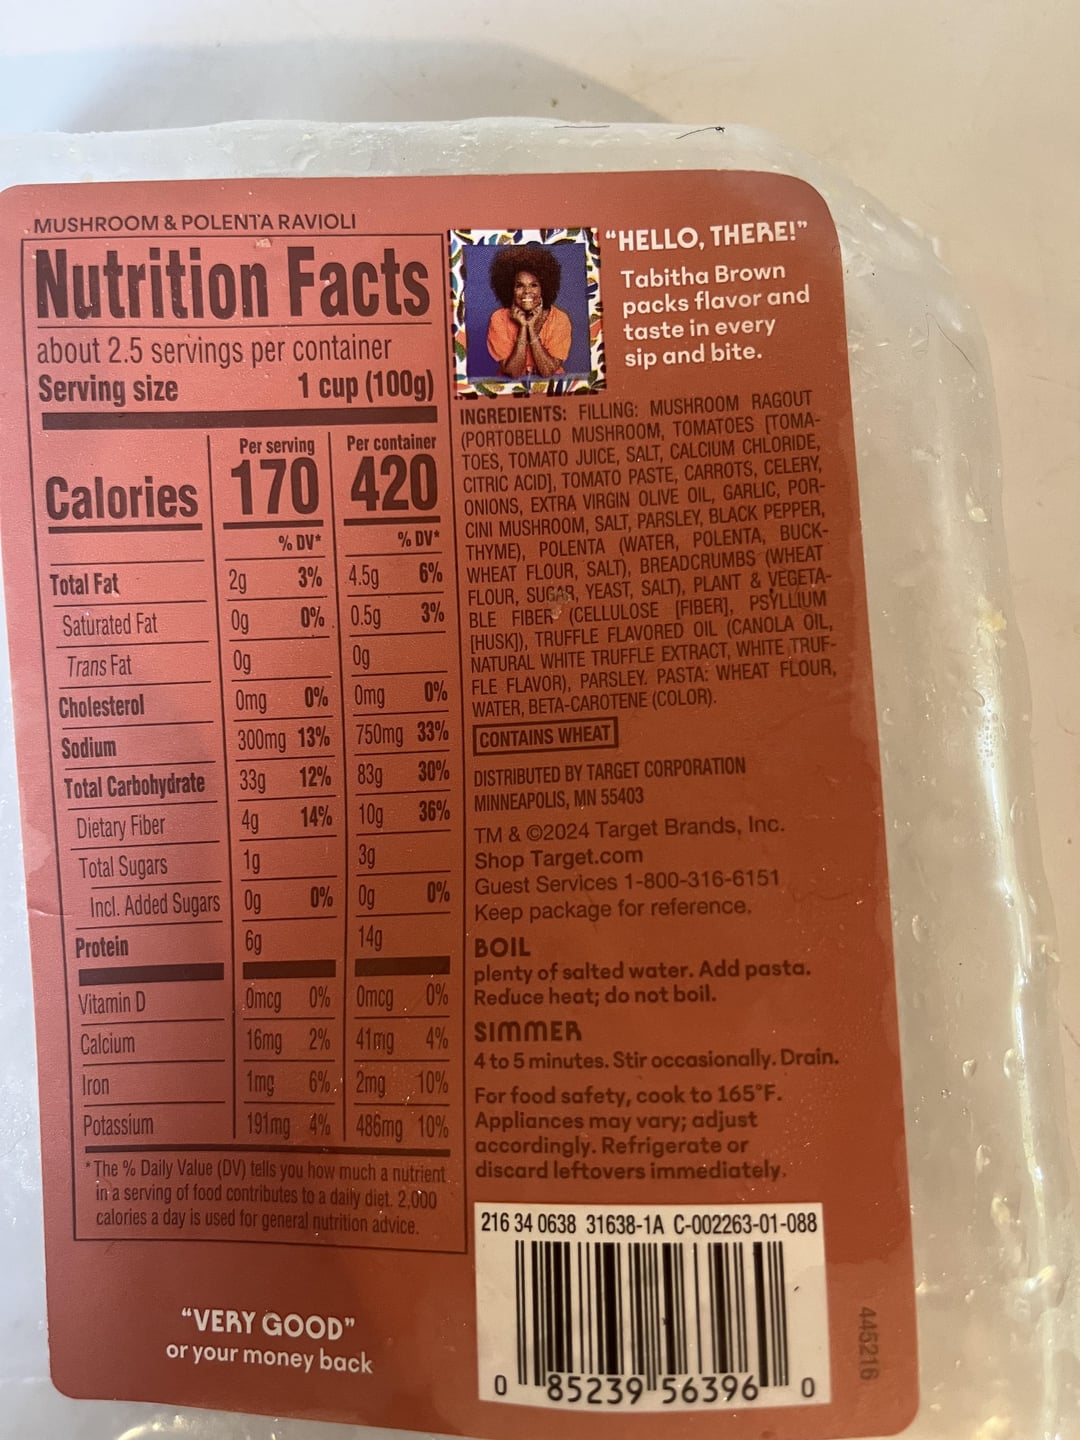 MUSHROOM & POLENTA RAVIOLI
Nutrition Facts
about 2.5 servings per container
Serving size 1 cup (100g)
Per serving Per container
Calories 170 420
% DV* % DV*
Total Fat 2g 3% 4.5g 6%
Saturated Fat 0g 0% 0.5g 3%
Trans Fat 0g 0g
Cholesterol 0mg 0% 0mg 0%
Sodium 300mg 13% 750mg 33%
Total Carbohydrate 33g 12% 83g 30%
Dietary Fiber 4g 14% 10g 36%
Total Sugars 1g 3g
Incl. Added Sugars 0g 0% 0g 0%
Protein 6g 14g
Vitamin D 0mcg 0% 0mcg 0%
Calcium 16mg 2% 41mg 4%
Iron 1mg 6% 2mg 10%
Potassium 191mg 4% 486mg 10%
*The % Daily Value (DV) tells you how much a nutrient
in a serving of food contributes to a daily diet. 2,000
calories a day is used for general nutrition advice.
"VERY GOOD"
or your money back
"HELLO, THERE!"
Tabitha Brown
packs flavor and
taste in every
sip and bite.
INGREDIENTS: FILLING: MUSHROOM RAGOUT
(PORTOBELLO MUSHROOM, TOMATOES [TOMA-
TOES, TOMATO JUICE, SALT, CALCIUM CHLORIDE,
CITRIC ACID], TOMATO PASTE, CARROTS, CELERY,
ONIONS, EXTRA VIRGIN OLIVE OIL, GARLIC, POR-
CINI MUSHROOM, SALT, PARSLEY, BLACK PEPPER,
THYME), POLENTA (WATER, POLENTA, BUCK-
WHEAT FLOUR, SALT), BREADCRUMBS (WHEAT
FLOUR, SUGAR, YEAST, SALT), PLANT & VEGETA-
BLE FIBER (CELLULOSE [FIBER], PSYLLIUM
[HUSK]), TRUFFLE FLAVORED OIL (CANOLA OIL,
NATURAL WHITE TRUFFLE EXTRACT, WHITE TRUF-
FLE FLAVOR), PARSLEY. PASTA: WHEAT FLOUR,
WATER, BETA-CAROTENE (COLOR).
CONTAINS WHEAT
DISTRIBUTED BY TARGET CORPORATION
MINNEAPOLIS, MN 55403
TM & ©2024 Target Brands, Inc.
Shop Target.com
Guest Services 1-800-316-6151
Keep package for reference.
BOIL
plenty of salted water. Add pasta.
Reduce heat; do not boil.
SIMMER
4 to 5 minutes. Stir occasionally. Drain.
For food safety, cook to 165°F.
Appliances may vary; adjust
accordingly. Refrigerate or
discard leftovers immediately.
216 34 0638 31638-1A C-002263-01-088
0 85239 56396 0
445216